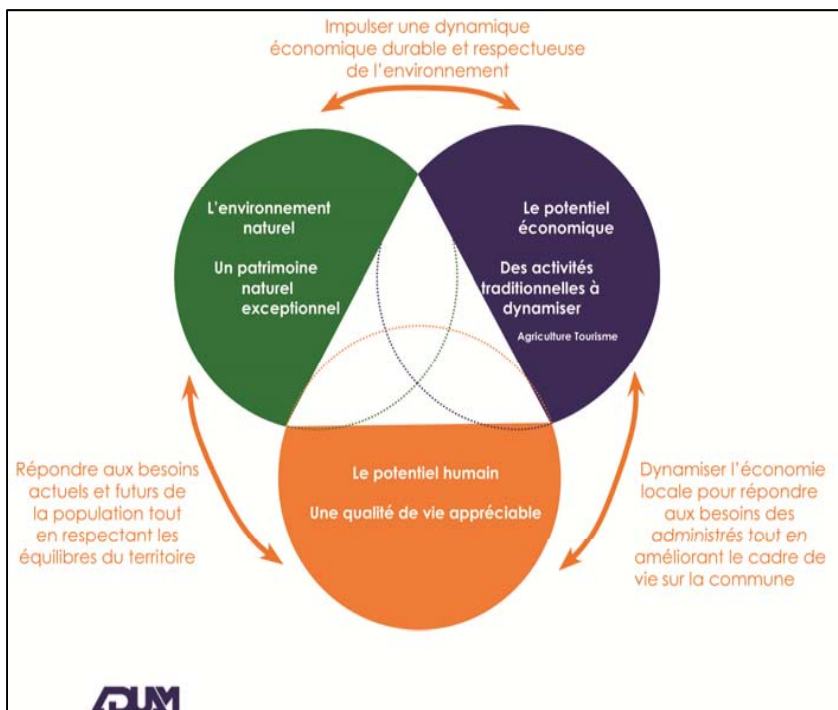 Impulser une dynamique
économique durable et respectueuse
de l'environnement
L'environnement
naturel
Un patrimoine
naturel
exceptionnel
Le potentiel
économique
Des activités
traditionnelles à
dynamiser
Agriculture Tourisme
Le potentiel humain
Une qualité de vie appréciable
Répondre aux besoins
actuels et futurs de
la population tout
en respectant les
équilibres du territoire
Dynamiser l'économie
locale pour répondre
aux besoins des
administrés tout en
améliorant le cadre de
vie sur la commune
ADUM